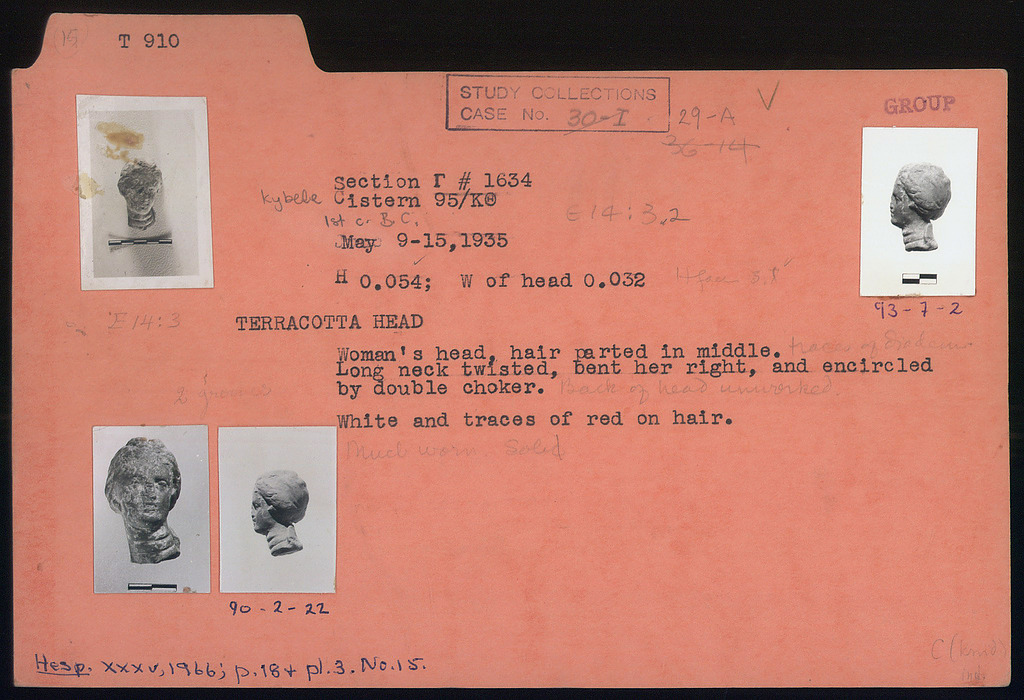 15
T 910
STUDY COLLECTIONS
CASE No. 30-I
29-A
36-14
V
GROUP
Section Γ # 1634
kybele Cistern 95/ΚΘ
1st c. B.C.
E14:3.2
May 9-15,1935
H 0.054; W of head 0.032
93-7-2
E14:3
TERRACOTTA HEAD
Woman's head, hair parted in middle. traces of
Long neck twisted, bent her right, and encircled
by double choker. Back of head unworked.
White and traces of red on hair.
Much worn. Solid
90-2-22
Hesp. XXXV, 1966; p.18+ pl.3. No.15.